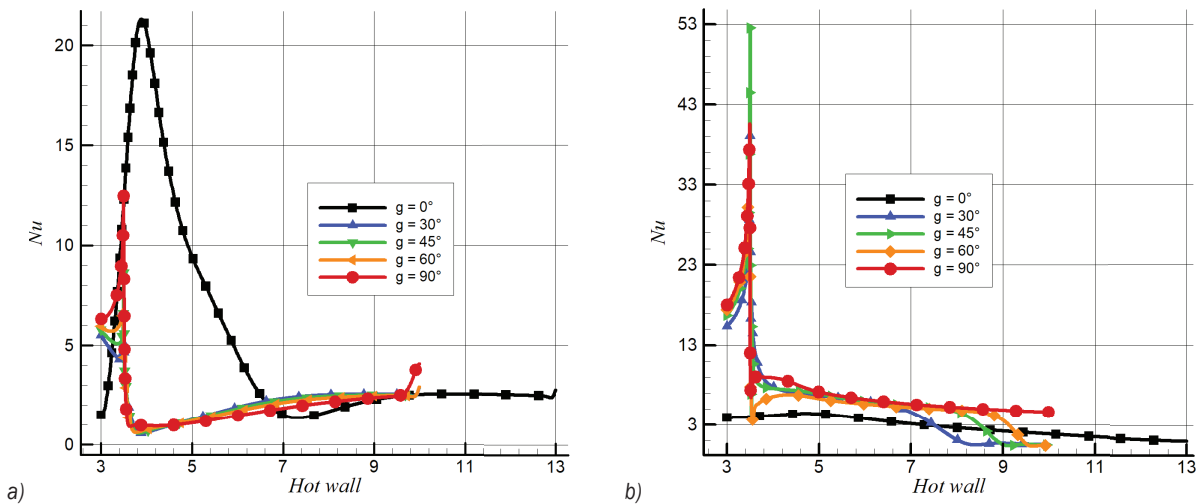 20
15
10
5
0
Nu
3
5
7
9
11
13
Hot wall
g = 0°
g = 30°
g = 45°
g = 60°
g = 90°
a)
53
43
33
23
13
3
Nu
3
5
7
9
11
13
Hot wall
g = 0°
g = 30°
g = 45°
g = 60°
g = 90°
b)